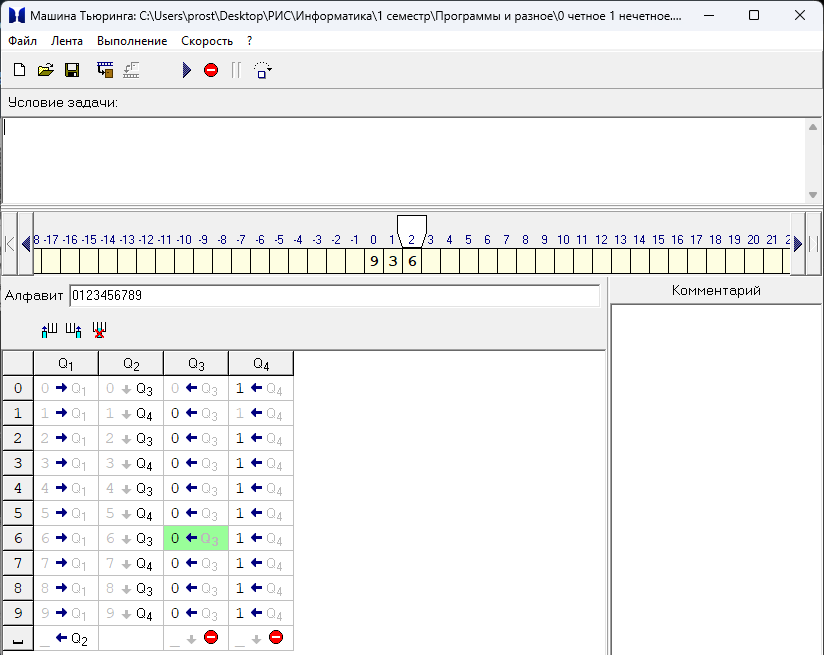 Машина Тьюринга: C:\Users\prost\Desktop\РИС\Информатика\1 семестр\Программы и разное\0 четное 1 нечетное....
Файл Лента Выполнение Скорость ?
Условие задачи:
8 -17 -16 -15 -14 -13 -12 -11 -10 -9 -8 -7 -6 -5 -4 -3 -2 -1 0 1 2 3 4 5 6 7 8 9 10 11 12 13 14 15 16 17 18 19 20 21 2
9 3 6
Алфавит 0123456789
Комментарий
Q1 Q2 Q3 Q4
0 0 → Q1 0 ↓ Q3 0 ← Q3 1 ← Q4
1 1 → Q1 1 ↓ Q4 0 ← Q3 1 ← Q4
2 2 → Q1 2 ↓ Q3 0 ← Q3 1 ← Q4
3 3 → Q1 3 ↓ Q4 0 ← Q3 1 ← Q4
4 4 → Q1 4 ↓ Q3 0 ← Q3 1 ← Q4
5 5 → Q1 5 ↓ Q4 0 ← Q3 1 ← Q4
6 6 → Q1 6 ↓ Q3 0 ← Q3 1 ← Q4
7 7 → Q1 7 ↓ Q4 0 ← Q3 1 ← Q4
8 8 → Q1 8 ↓ Q3 0 ← Q3 1 ← Q4
9 9 → Q1 9 ↓ Q4 0 ← Q3 1 ← Q4
_ ← Q2 _ ↓ _ ↓